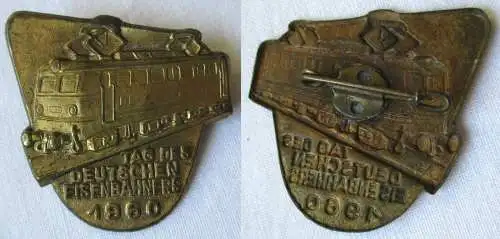 TAG DES
DEUTSCHEN
EISENBAHNERS
1960